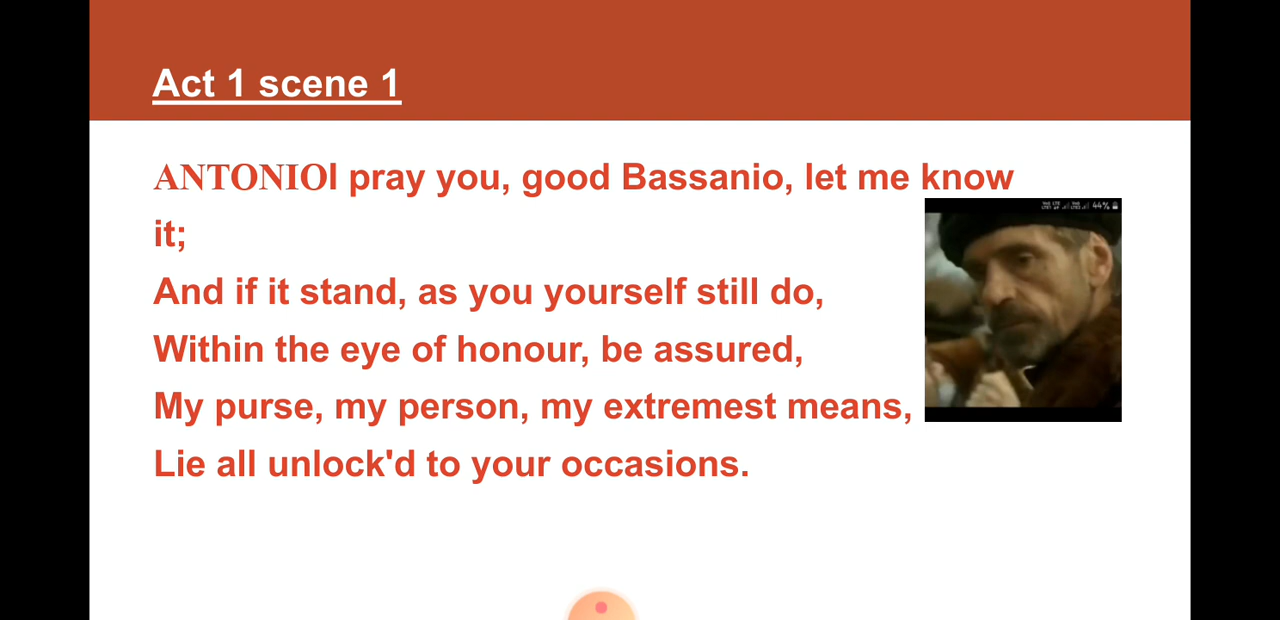 Act 1 scene 1
ANTONIOI pray you, good Bassanio, let me know
it;
44%
And if it stand, as you yourself still do,
Within the eye of honour, be assured,
My purse, my person, my extremest means,
Lie all unlock'd to your occasions.